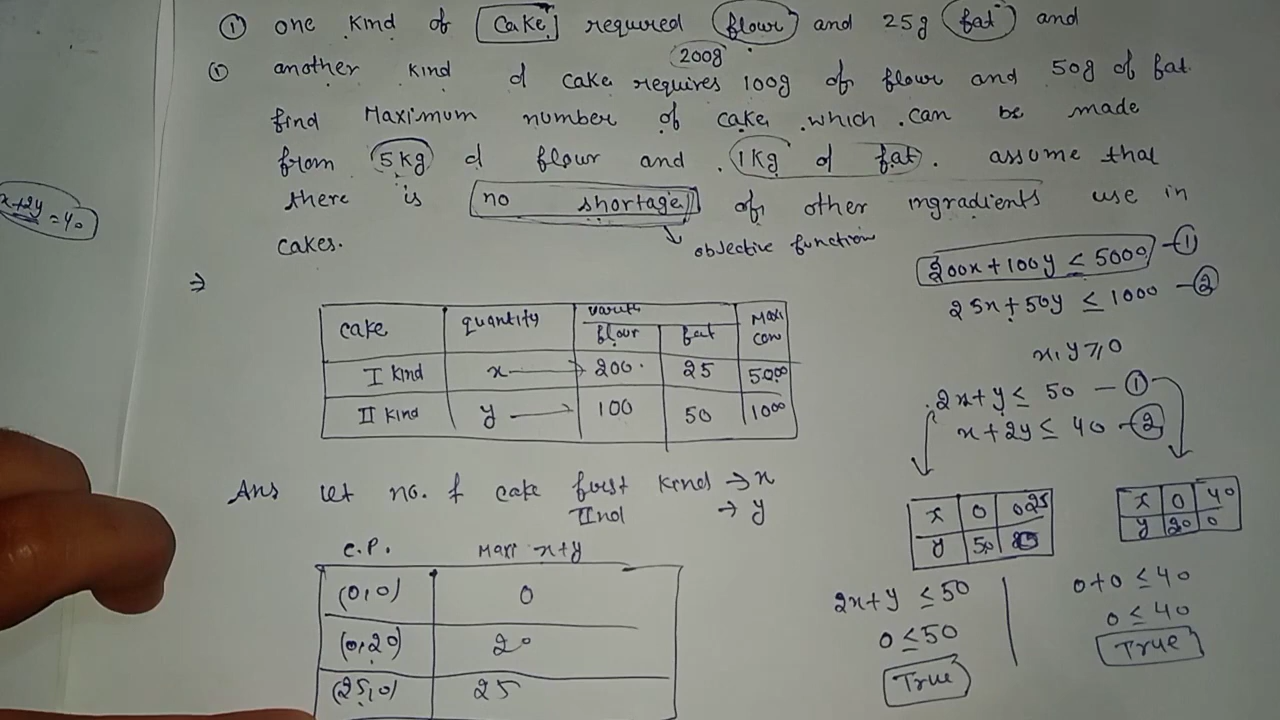 ① one kind of cake required flour and 25g fat and
200g
① another kind of cake requires 100g of flour and 50g of fat
find Maximum number of cake which can be made
from 5kg of flour and 1kg of fat. assume that
there is no shortage of other ingradients use in
cakes.
objective function
x+2y=40
⇒
200x+100y ≤ 5000 -①
25x+50y ≤ 1000 -②
x,y≥0
2x+y ≤ 50 -①
x+2y ≤ 40 -②
cake quantity flour fat Maxi con
I kind x → 200 25 5000
II kind y → 100 50 1000
Ans let no. of cake first kind → x
IInd → y
x 0 25
y 50
x 0 40
y 20 0
C.P. Maxi x+y
(0,0) 0
(0,20) 20
(25,0) 25
2x+y ≤ 50
0 ≤ 50
True
0+0 ≤ 40
0 ≤ 40
True